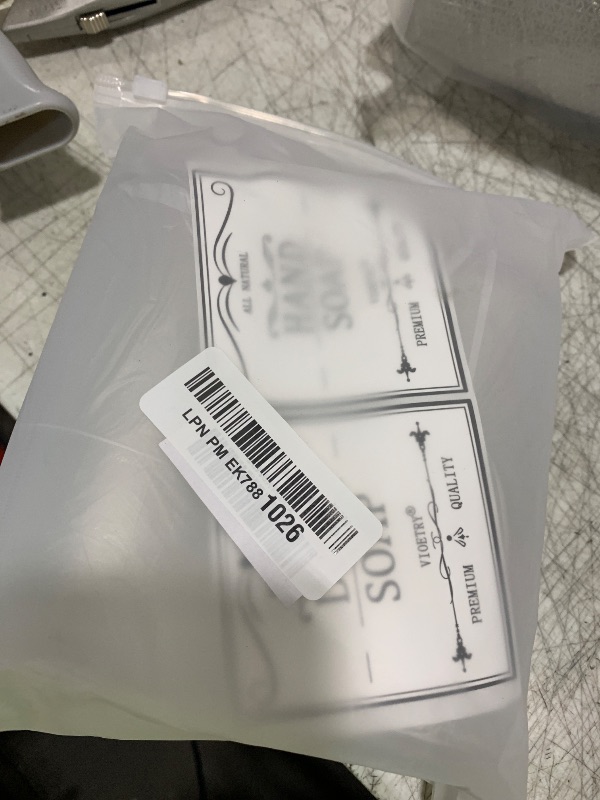 ALL NATURAL
HAND
SOAP
PREMIUM
LPN PM EK788 1026
SOAP
VIOETRY®
PREMIUM QUALITY